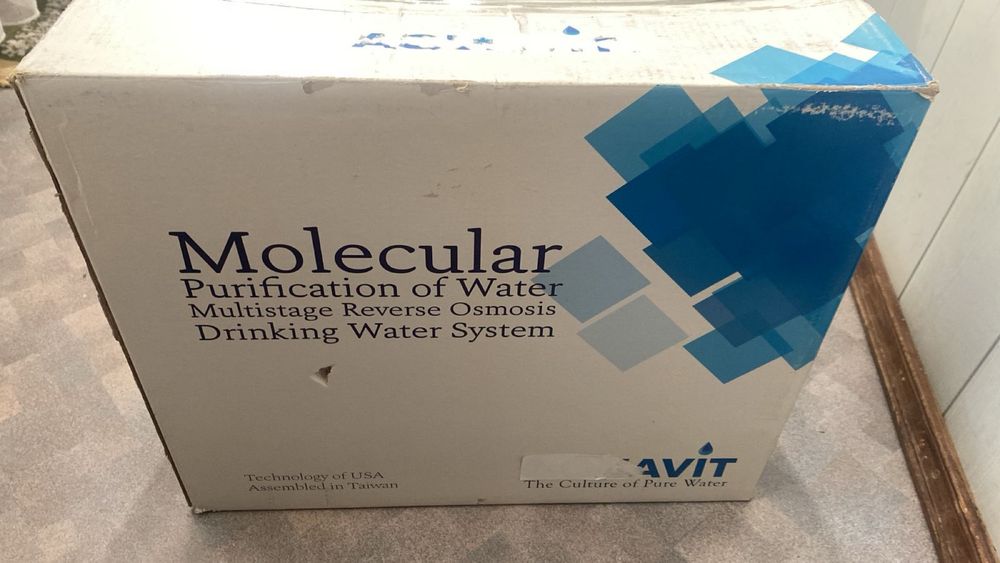 Molecular
Purification of Water
Multistage Reverse Osmosis
Drinking Water System
Technology of USA
Assembled in Taiwan
AVIT
The Culture of Pure Water